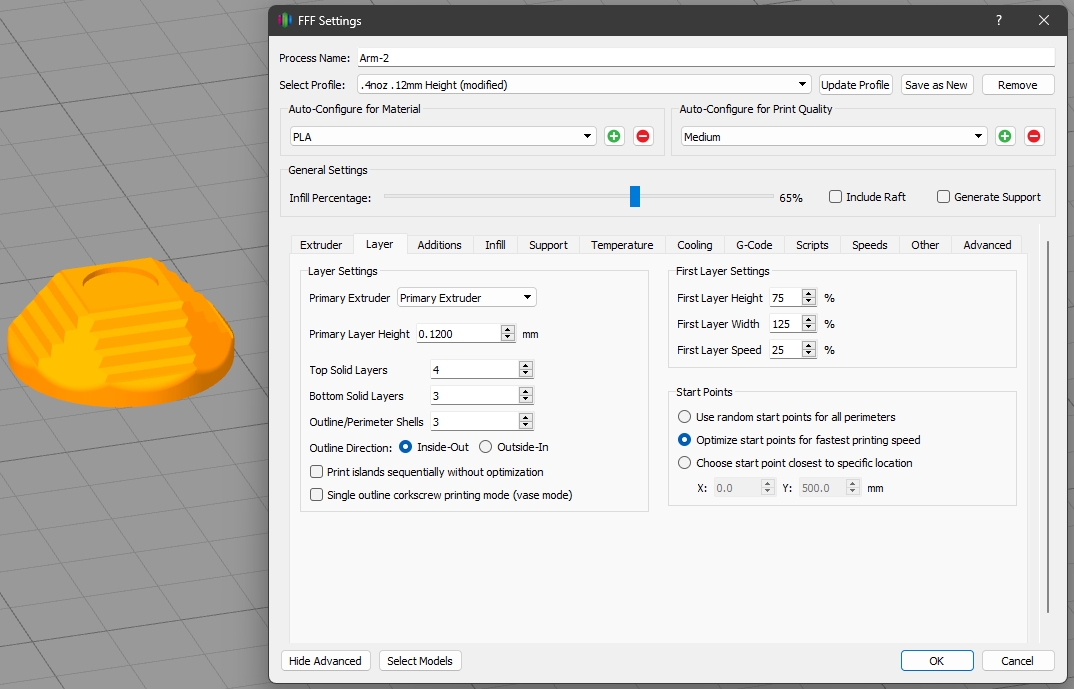 FFF Settings
?
Process Name: Arm-2
Select Profile: .4noz .12mm Height (modified) Update Profile Save as New Remove
Auto-Configure for Material
PLA
Auto-Configure for Print Quality
Medium
General Settings
Infill Percentage: 65% Include Raft Generate Support
Extruder Layer Additions Infill Support Temperature Cooling G-Code Scripts Speeds Other Advanced
Layer Settings
Primary Extruder Primary Extruder
Primary Layer Height 0.1200 mm
Top Solid Layers 4
Bottom Solid Layers 3
Outline/Perimeter Shells 3
Outline Direction: Inside-Out Outside-In
Print islands sequentially without optimization
Single outline corkscrew printing mode (vase mode)
First Layer Settings
First Layer Height 75 %
First Layer Width 125 %
First Layer Speed 25 %
Start Points
Use random start points for all perimeters
Optimize start points for fastest printing speed
Choose start point closest to specific location
X: 0.0 Y: 500.0 mm
Hide Advanced Select Models OK Cancel